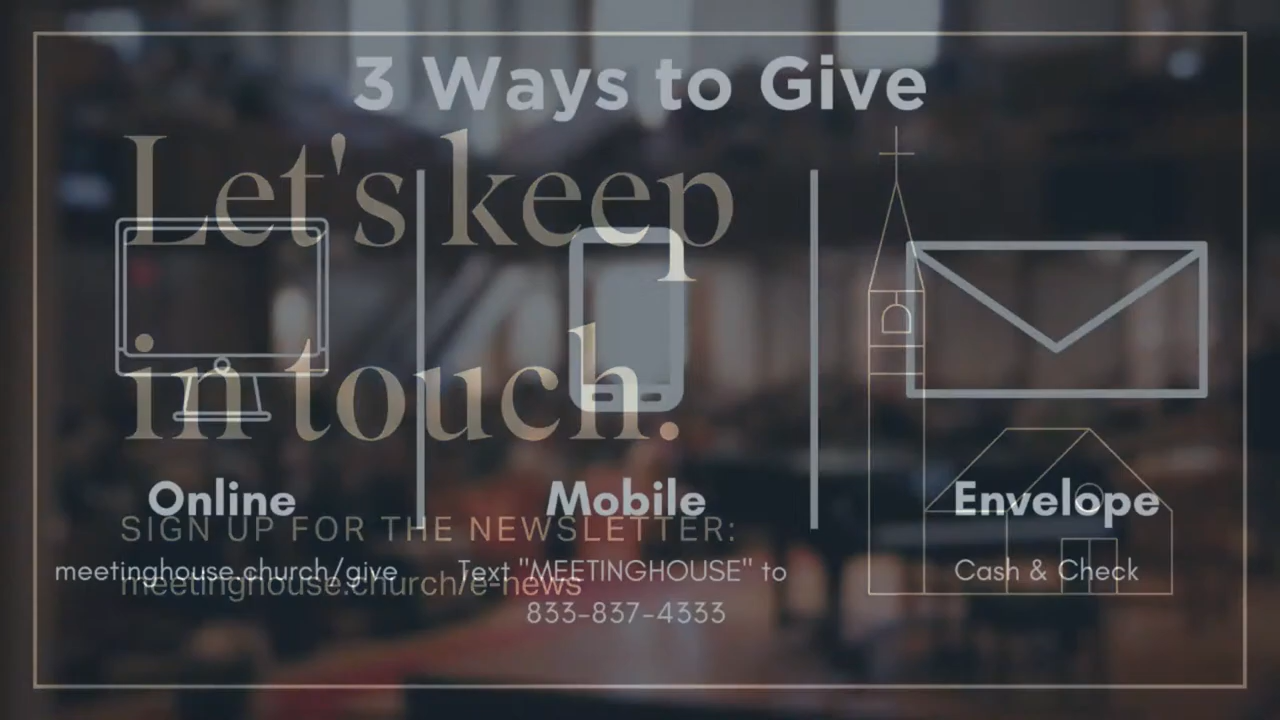 3 Ways to Give
Let's keep
in touch.
Online
Mobile
Envelope
SIGN UP FOR THE NEWSLETTER:
meetinghouse.church/give
Text "MEETINGHOUSE" to
833-837-4333
Cash & Check
meetinghouse.church/e-news